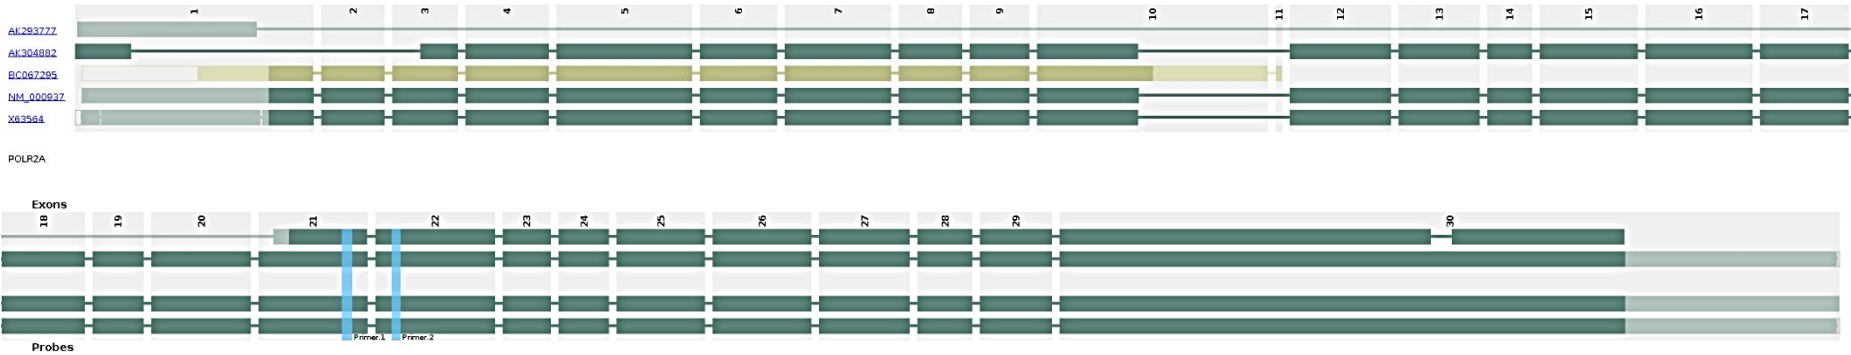 1 2 3 4 5 6 7 8 9 10 11 12 13 14 15 16 17
AK293777
AK304882
BC067295
NM_000937
X63564
POLR2A
Exons
18 19 20 21 22 23 24 25 26 27 28 29 30
Primer.1 Primer.2
Probes